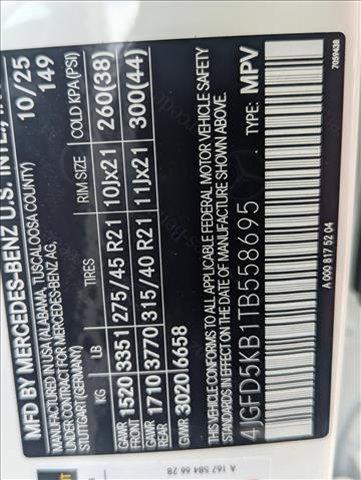 MFD BY MERCEDES-BENZ U.S. INT'L., 
10/25
MANUFACTURED IN USA (ALABAMA, TUSCALOOSA COUNTY)
149
UNDER CONTRACT FOR MERCEDES-BENZ AG,
STUTTGART (GERMANY)
KG LB TIRES RIM SIZE COLD KPA(PSI)
GAWR FRONT 1520 3351 275/45 R21 10Jx21 260(38)
GAWR REAR 1710 3770 315/40 R21 11Jx21 300(44)
GVWR 3020 6658
THIS VEHICLE CONFORMS TO ALL APPLICABLE FEDERAL MOTOR VEHICLE SAFETY
STANDARDS IN EFFECT ON THE DATE OF MANUFACTURE SHOWN ABOVE.
4JGFD5KB1TB558695 TYPE: MPV
A 000 817 52 04
7059438
A 167 584 66 28